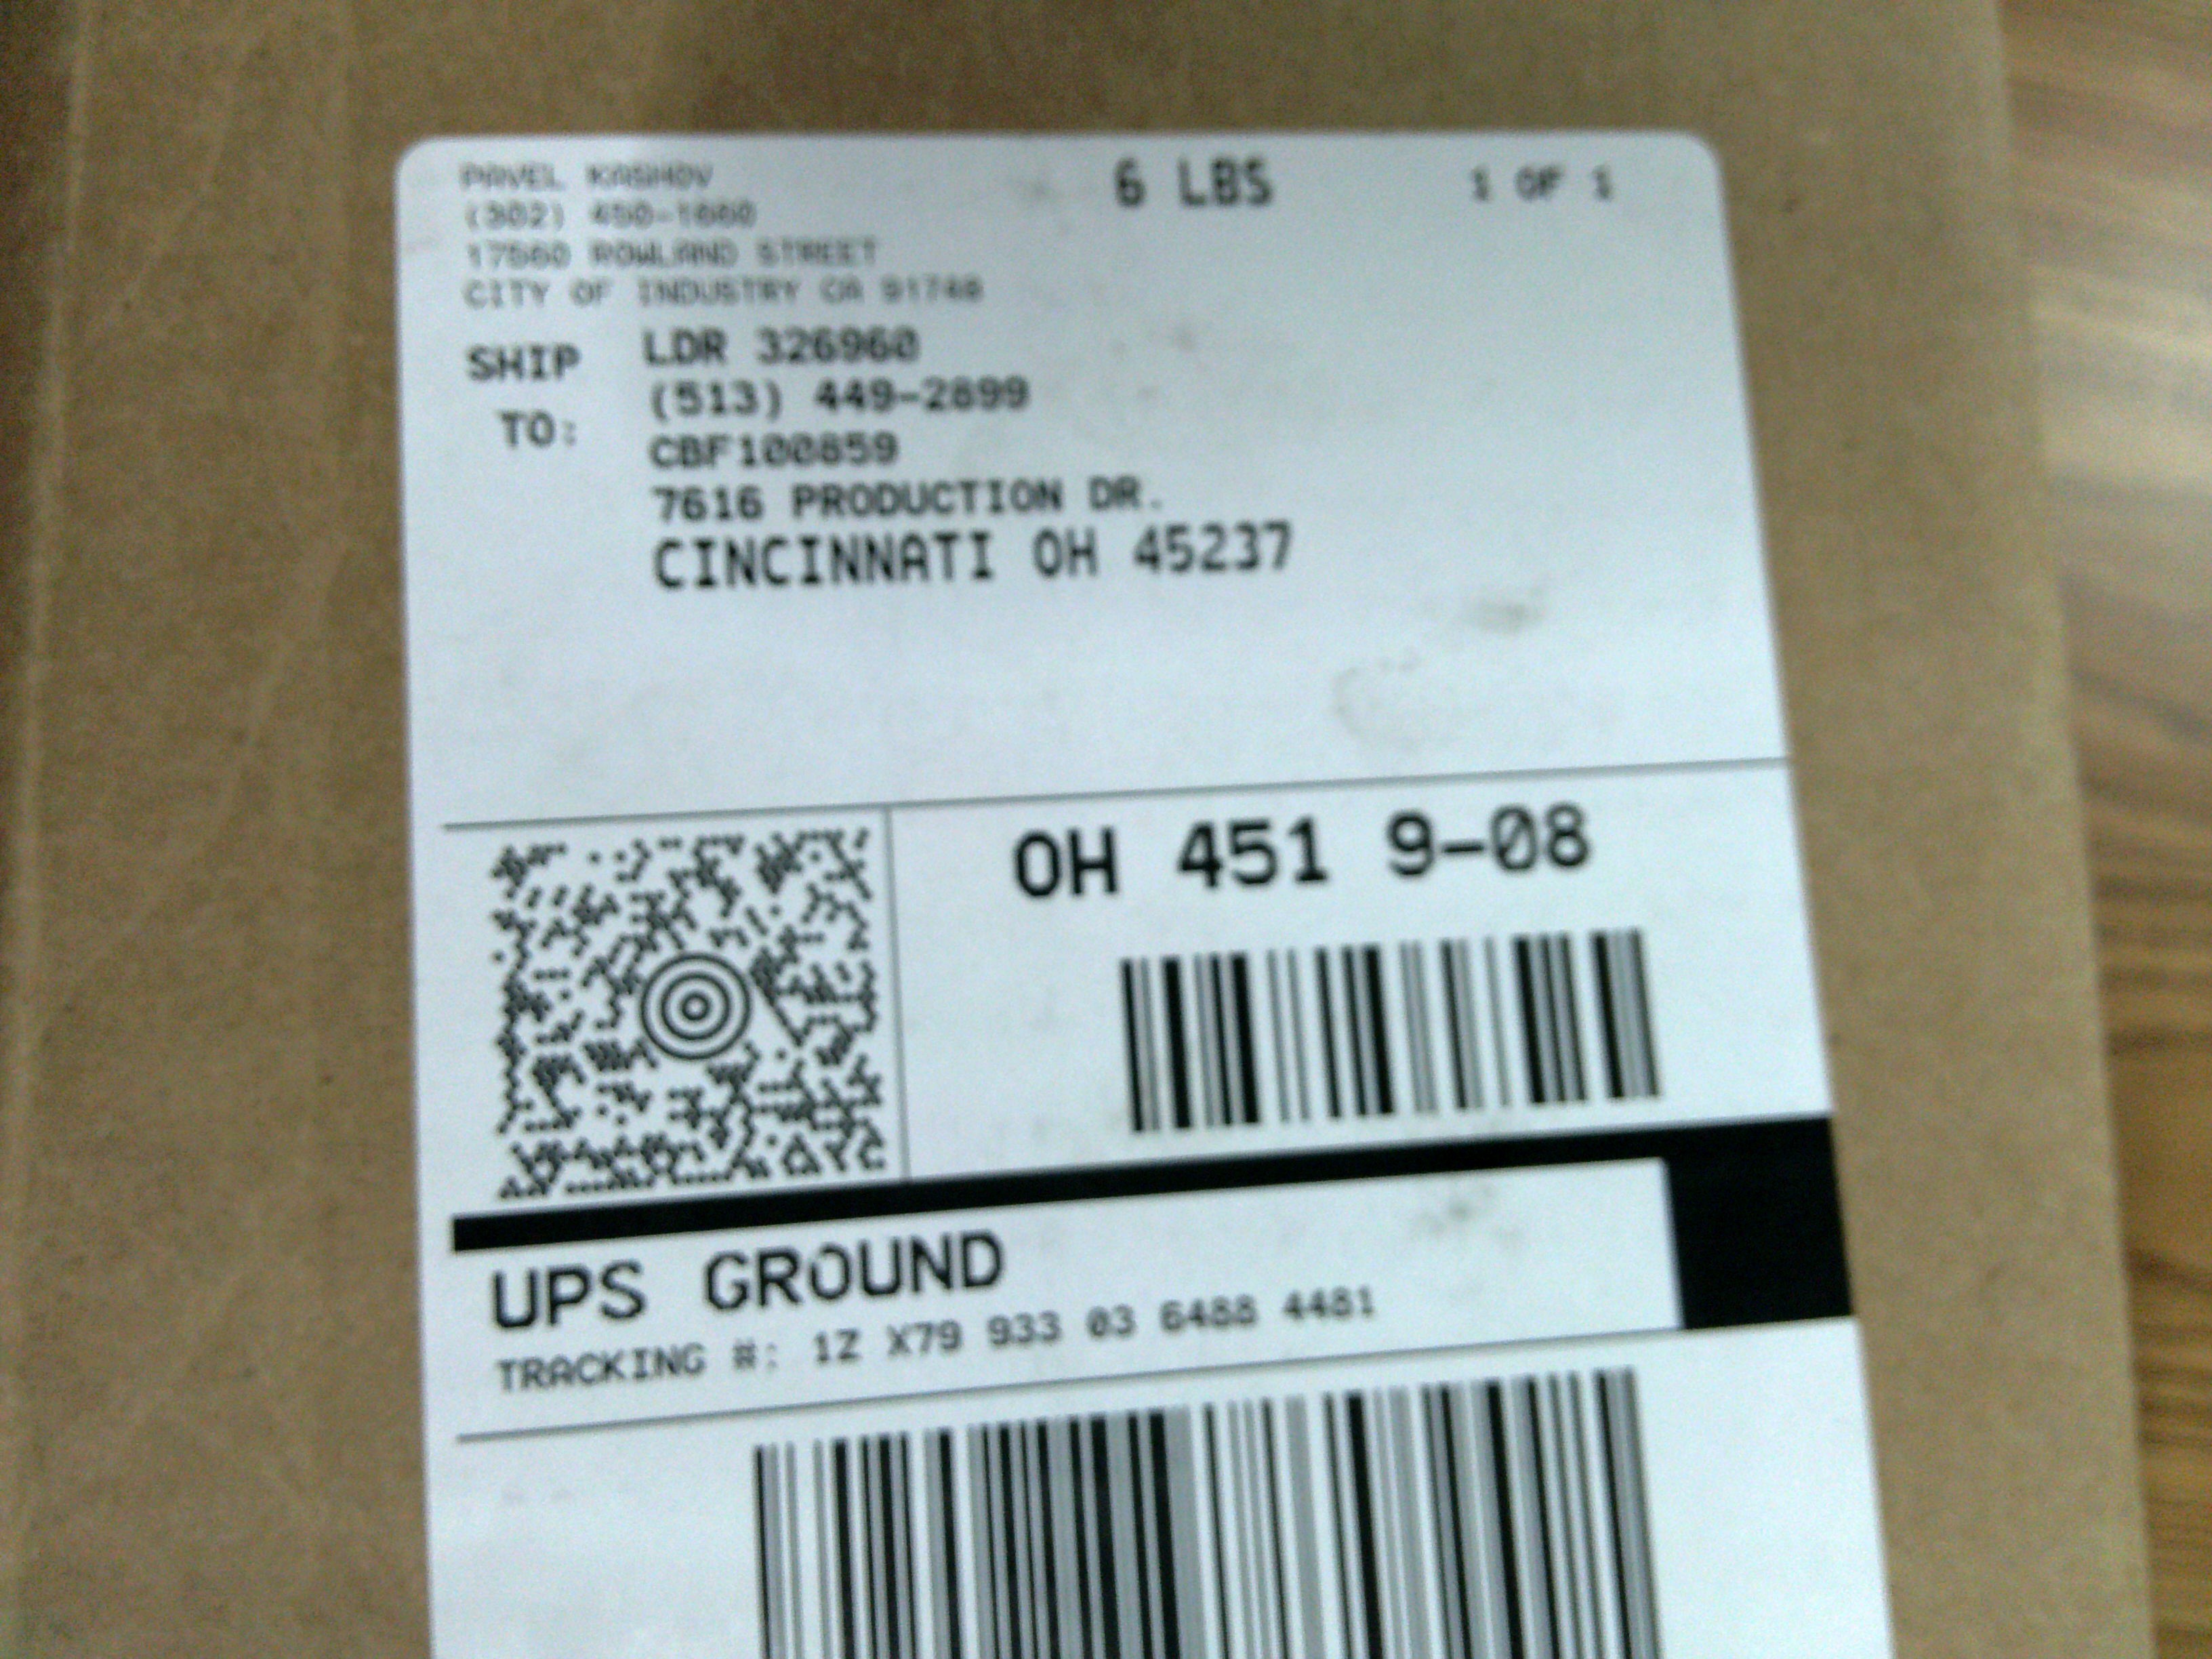 PAVEL KASHOV
(302) 450-1660
17560 ROWLAND STREET
CITY OF INDUSTRY CA 91748
6 LBS
1 OF 1
SHIP TO:
LDR 326960
(513) 449-2899
CBF100859
7616 PRODUCTION DR.
CINCINNATI OH 45237
OH 451 9-08
UPS GROUND
TRACKING #: 1Z X79 933 03 6488 4481